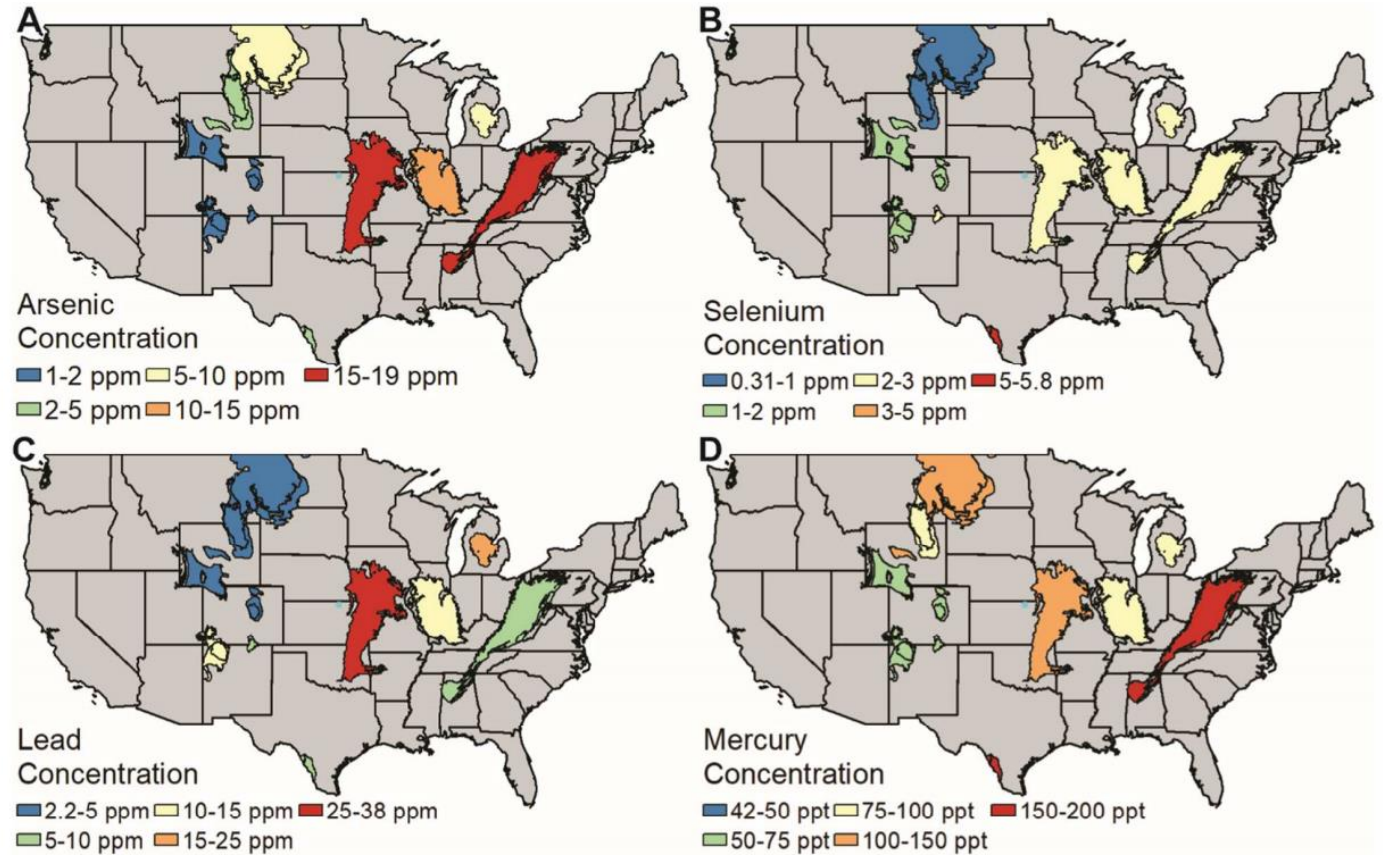 A
B
Arsenic
Concentration
1-2 ppm 5-10 ppm 15-19 ppm
2-5 ppm 10-15 ppm
Selenium
Concentration
0.31-1 ppm 2-3 ppm 5-5.8 ppm
1-2 ppm 3-5 ppm
C
D
Lead
Concentration
2.2-5 ppm 10-15 ppm 25-38 ppm
5-10 ppm 15-25 ppm
Mercury
Concentration
42-50 ppt 75-100 ppt 150-200 ppt
50-75 ppt 100-150 ppt